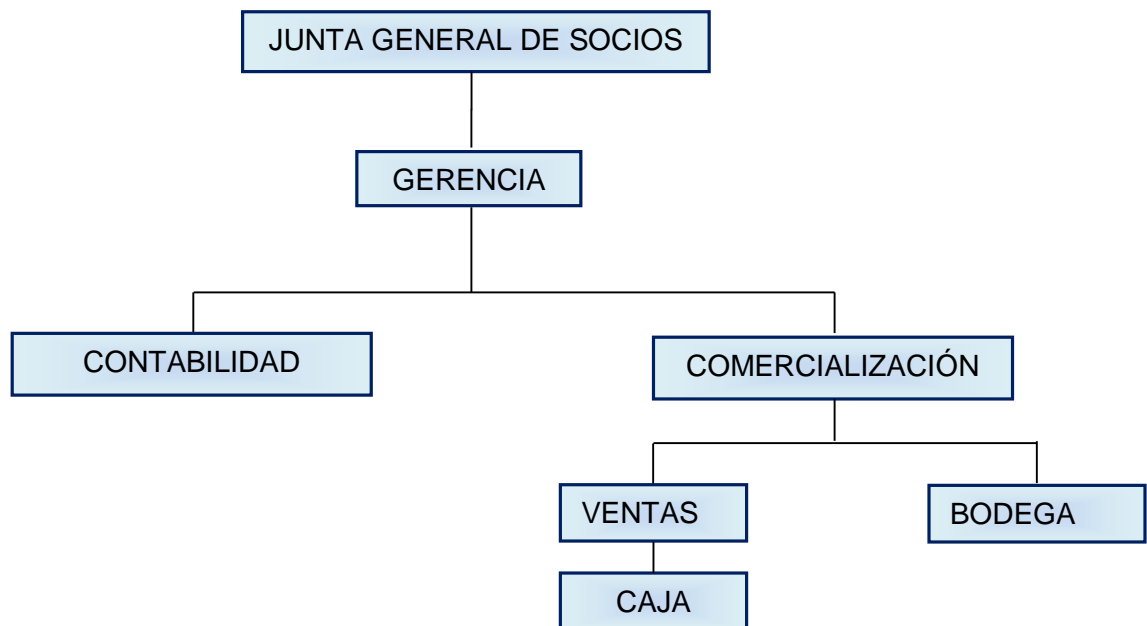 JUNTA GENERAL DE SOCIOS
GERENCIA
CONTABILIDAD
COMERCIALIZACIÓN
VENTAS
BODEGA
CAJA